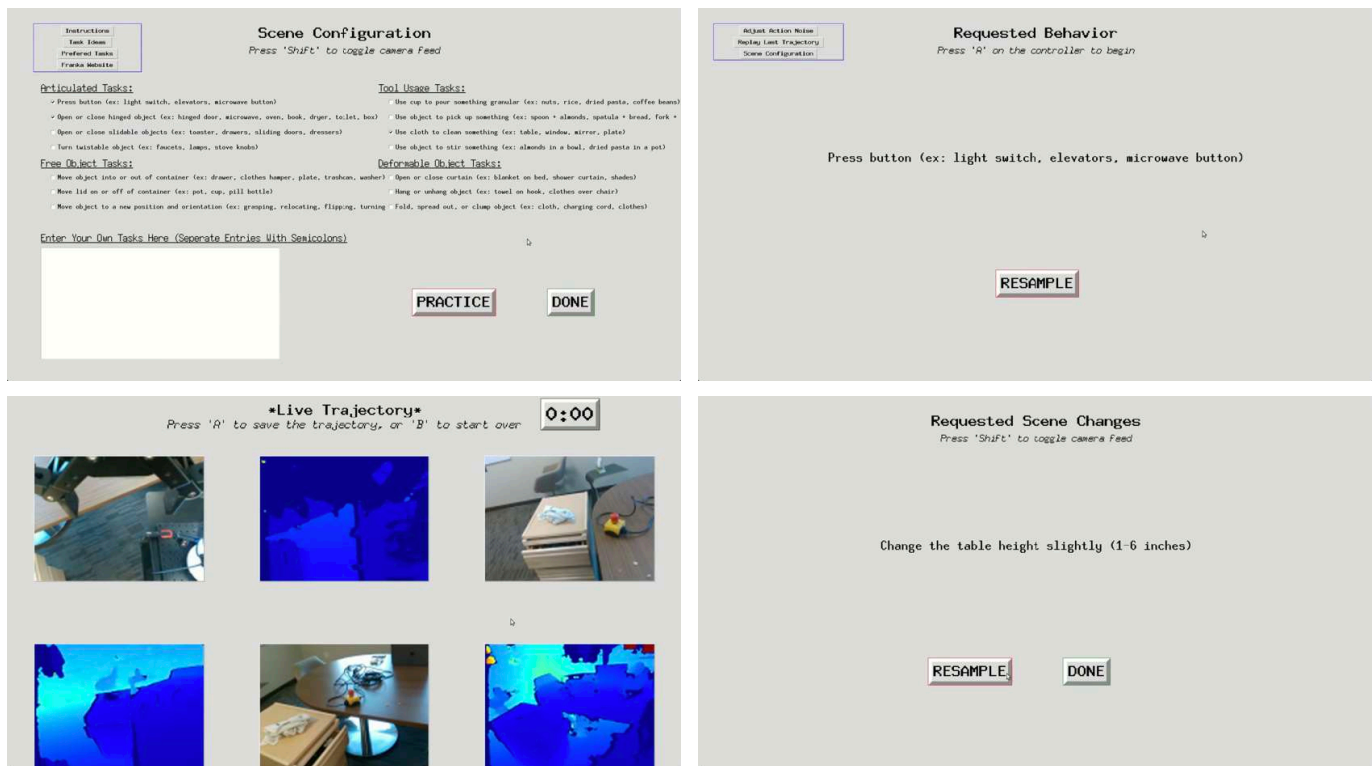 Instructions
Task Ideas
Prefered Tasks
Franka Website
Scene Configuration
Press 'Shift' to toggle camera feed
Articulated Tasks:
Press button (ex: light switch, elevators, microwave button)
Open or close hinged object (ex: hinged door, microwave, oven, book, dryer, toilet, box)
Open or close slidable objects (ex: toaster, drawers, sliding doors, dressers)
Turn twistable object (ex: faucets, lamps, stove knobs)
Free Object Tasks:
Move object into or out of container (ex: drawer, clothes hamper, plate, trashcan, washer)
Move lid on or off of container (ex: pot, cup, pill bottle)
Move object to a new position and orientation (ex: grasping, relocating, flipping, turning
Tool Usage Tasks:
Use cup to pour something granular (ex: nuts, rice, dried pasta, coffee beans)
Use object to pick up something (ex: spoon + almonds, spatula + bread, fork +
Use cloth to clean something (ex: table, window, mirror, plate)
Use object to stir something (ex: almonds in a bowl, dried pasta in a pot)
Deformable Object Tasks:
Open or close curtain (ex: blanket on bed, shower curtain, shades)
Hang or unhang object (ex: towel on hook, clothes over chair)
Fold, spread out, or clump object (ex: cloth, charging cord, clothes)
Enter Your Own Tasks Here (Seperate Entries With Semicolons)
PRACTICE
DONE
Adjust Action Noise
Replay Last Trajectory
Scene Configuration
Requested Behavior
Press 'A' on the controller to begin
Press button (ex: light switch, elevators, microwave button)
RESAMPLE
*Live Trajectory*
Press 'A' to save the trajectory, or 'B' to start over
0:00
Requested Scene Changes
Press 'Shift' to toggle camera feed
Change the table height slightly (1-6 inches)
RESAMPLE
DONE